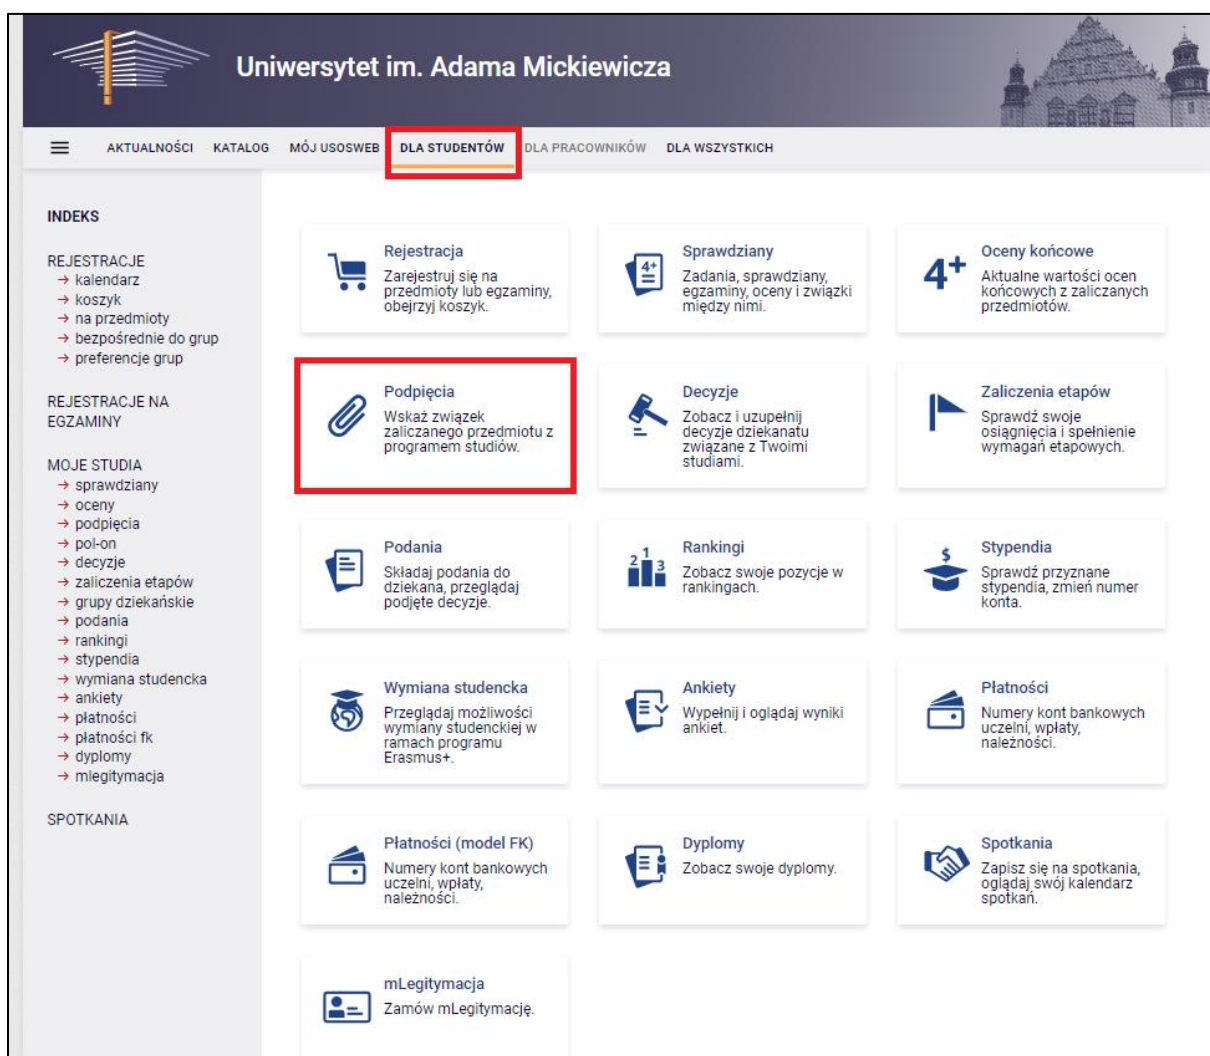 Uniwersytet im. Adama Mickiewicza
AKTUALNOŚCI KATALOG MÓJ USOSWEB DLA STUDENTÓW DLA PRACOWNIKÓW DLA WSZYSTKICH
INDEKS
REJESTRACJE
→ kalendarz
→ koszyk
→ na przedmioty
→ bezpośrednie do grup
→ preferencje grup
REJESTRACJE NA
EGZAMINY
MOJE STUDIA
→ sprawdziany
→ oceny
→ podpięcia
→ pol-on
→ decyzje
→ zaliczenia etapów
→ grupy dziekańskie
→ podania
→ rankingi
→ stypendia
→ wymiana studencka
→ ankiety
→ płatności
→ płatności fk
→ dyplomy
→ mlegitymacja
SPOTKANIA
Rejestracja
Zarejestruj się na
przedmioty lub egzaminy,
obejrzyj koszyk.
4+
Sprawdziany
Zadania, sprawdziany,
egzaminy, oceny i związki
między nimi.
4+
Oceny końcowe
Aktualne wartości ocen
końcowych z zaliczanych
przedmiotów.
Podpięcia
Wskaż związek
zaliczanego przedmiotu z
programem studiów.
Decyzje
Zobacz i uzupełnij
decyzje dziekanatu
związane z Twoimi
studiami.
Zaliczenia etapów
Sprawdź swoje
osiągnięcia i spełnienie
wymagań etapowych.
Podania
Składaj podania do
dziekana, przeglądaj
podjęte decyzje.
2 1 3
Rankingi
Zobacz swoje pozycje w
rankingach.
$
Stypendia
Sprawdź przyznane
stypendia, zmień numer
konta.
Wymiana studencka
Przeglądaj możliwości
wymiany studenckiej w
ramach programu
Erasmus+.
Ankiety
Wypełnij i oglądaj wyniki
ankiet.
Płatności
Numery kont bankowych
uczelni, wpłaty,
należności.
Płatności (model FK)
Numery kont bankowych
uczelni, wpłaty,
należności.
Dyplomy
Zobacz swoje dyplomy.
Spotkania
Zapisz się na spotkania,
oglądaj swój kalendarz
spotkań.
mLegitymacja
Zamów mLegitymację.